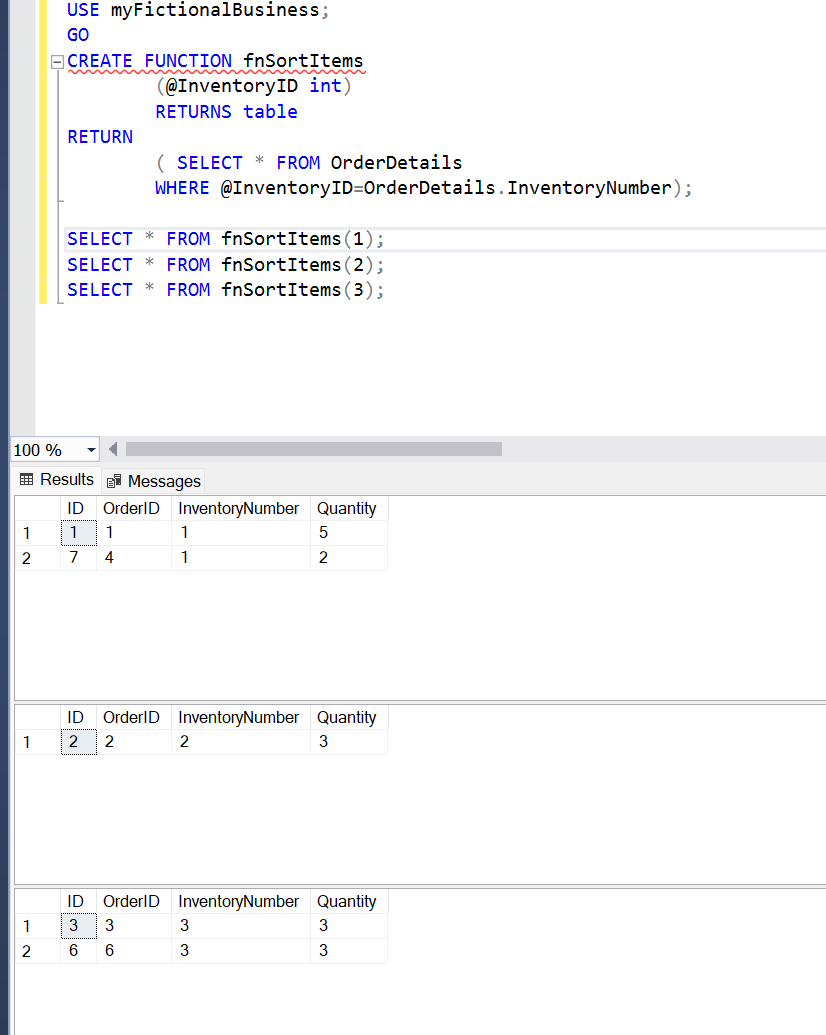 USE myFictionalBusiness;
GO
CREATE FUNCTION fnSortItems
(@InventoryID int)
RETURNS table
RETURN
( SELECT * FROM OrderDetails
WHERE @InventoryID=OrderDetails.InventoryNumber);
SELECT * FROM fnSortItems(1);
SELECT * FROM fnSortItems(2);
SELECT * FROM fnSortItems(3);
100 %
Results Messages
ID OrderID InventoryNumber Quantity
1 1 1 1 5
2 7 4 1 2
ID OrderID InventoryNumber Quantity
1 2 2 2 3
ID OrderID InventoryNumber Quantity
1 3 3 3 3
2 6 6 3 3